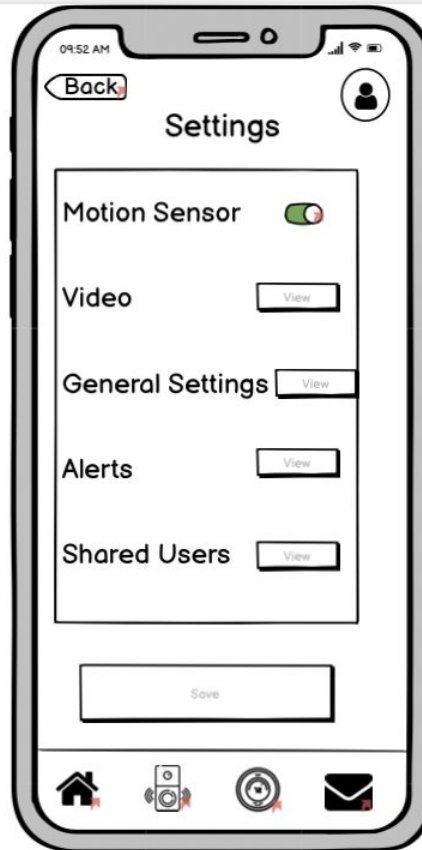 09:52 AM
Back
Settings
Motion Sensor
Video View
General Settings View
Alerts View
Shared Users View
Save